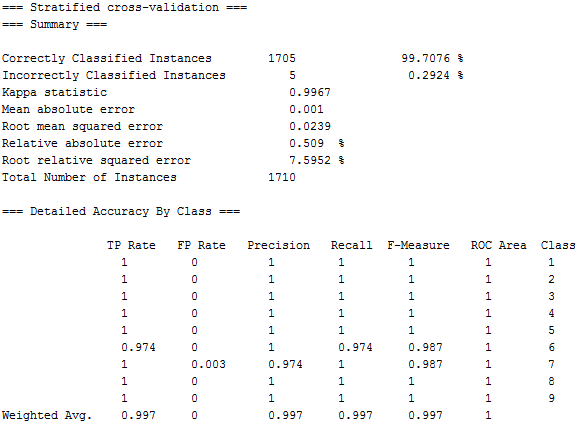 === Stratified cross-validation ===
=== Summary ===
Correctly Classified Instances 1705 99.7076 %
Incorrectly Classified Instances 5 0.2924 %
Kappa statistic 0.9967
Mean absolute error 0.001
Root mean squared error 0.0239
Relative absolute error 0.509 %
Root relative squared error 7.5952 %
Total Number of Instances 1710
=== Detailed Accuracy By Class ===
TP Rate FP Rate Precision Recall F-Measure ROC Area Class
1 0 1 1 1 1 1
1 0 1 1 1 1 2
1 0 1 1 1 1 3
1 0 1 1 1 1 4
1 0 1 1 1 1 5
0.974 0 1 0.974 0.987 1 6
1 0.003 0.974 1 0.987 1 7
1 0 1 1 1 1 8
1 0 1 1 1 1 9
Weighted Avg. 0.997 0 0.997 0.997 0.997 1